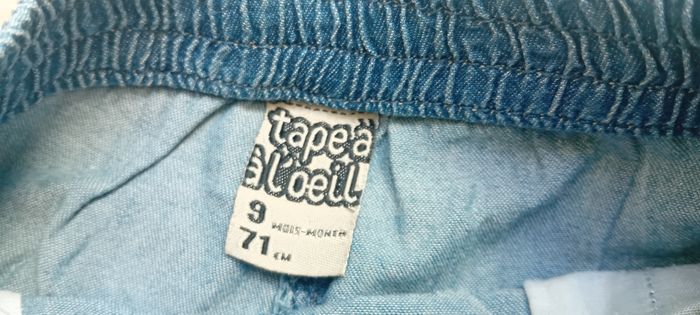 tape à
à l'oeil
9 MOIS-MONTH
71 CM